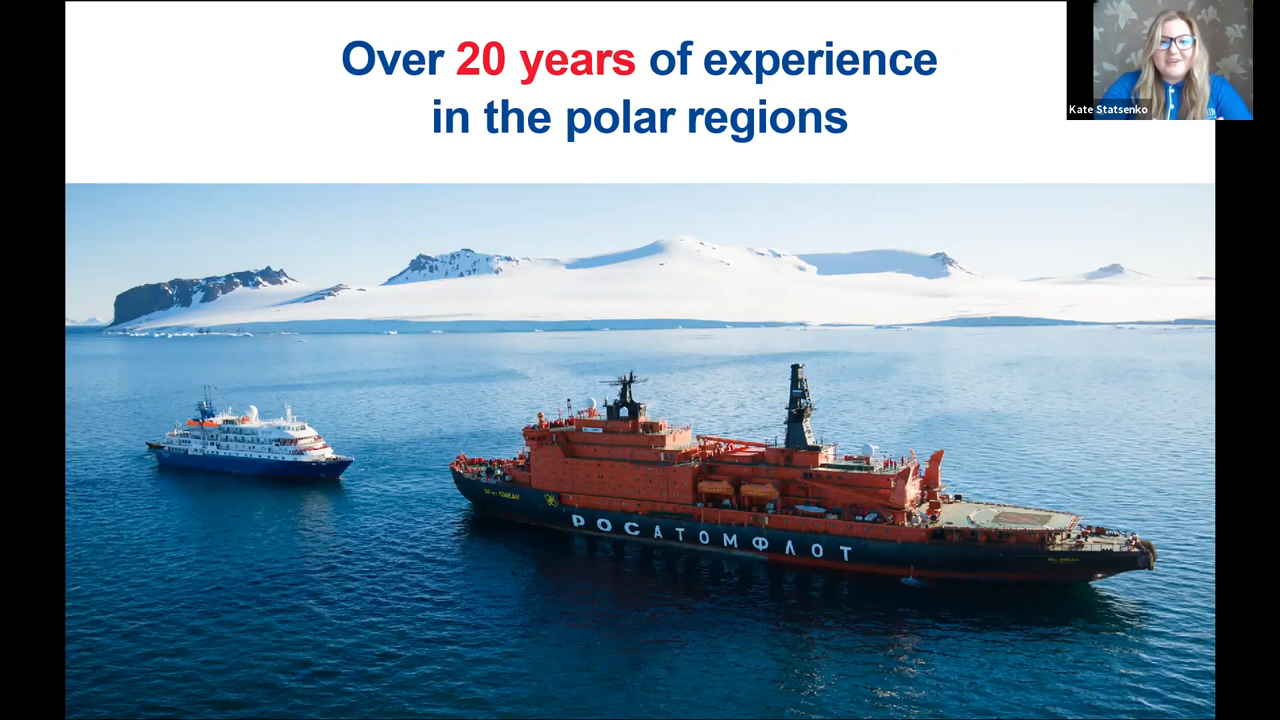 Over 20 years of experience
in the polar regions
Kate Statsenko
РОСАТОМФЛОТ